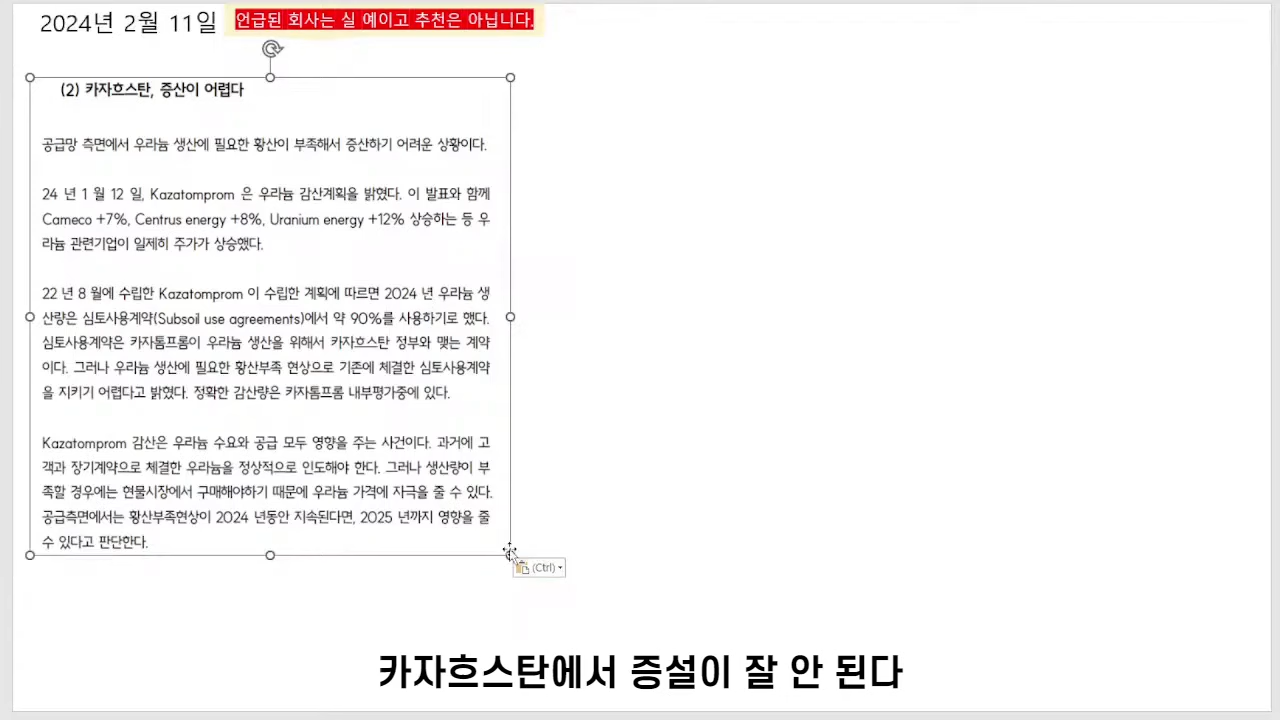 2024년 2월 11일
언급된 회사는 실 예이고 추천은 아닙니다.
(2) 카자흐스탄, 증산이 어렵다
공급망 측면에서 우라늄 생산에 필요한 황산이 부족해서 증산하기 어려운 상황이다.
24 년 1 월 12 일, Kazatomprom 은 우라늄 감산계획을 밝혔다. 이 발표와 함께
Cameco +7%, Centrus energy +8%, Uranium energy +12% 상승하는 등 우
라늄 관련기업이 일제히 주가가 상승했다.
22 년 8 월에 수립한 Kazatomprom 이 수립한 계획에 따르면 2024 년 우라늄 생
산량은 심토사용계약(Subsoil use agreements)에서 약 90%를 사용하기로 했다.
심토사용계약은 카자톰프롬이 우라늄 생산을 위해서 카자흐스탄 정부와 맺는 계약
이다. 그러나 우라늄 생산에 필요한 황산부족 현상으로 기존에 체결한 심토사용계약
을 지키기 어렵다고 밝혔다. 정확한 감산량은 카자톰프롬 내부평가중에 있다.
Kazatomprom 감산은 우라늄 수요와 공급 모두 영향을 주는 사건이다. 과거에 고
객과 장기계약으로 체결한 우라늄을 정상적으로 인도해야 한다. 그러나 생산량이 부
족할 경우에는 현물시장에서 구매해야하기 때문에 우라늄 가격에 자극을 줄 수 있다.
공급측면에서는 황산부족현상이 2024 년동안 지속된다면, 2025 년까지 영향을 줄
수 있다고 판단한다.
(Ctrl)
카자흐스탄에서 증설이 잘 안 된다